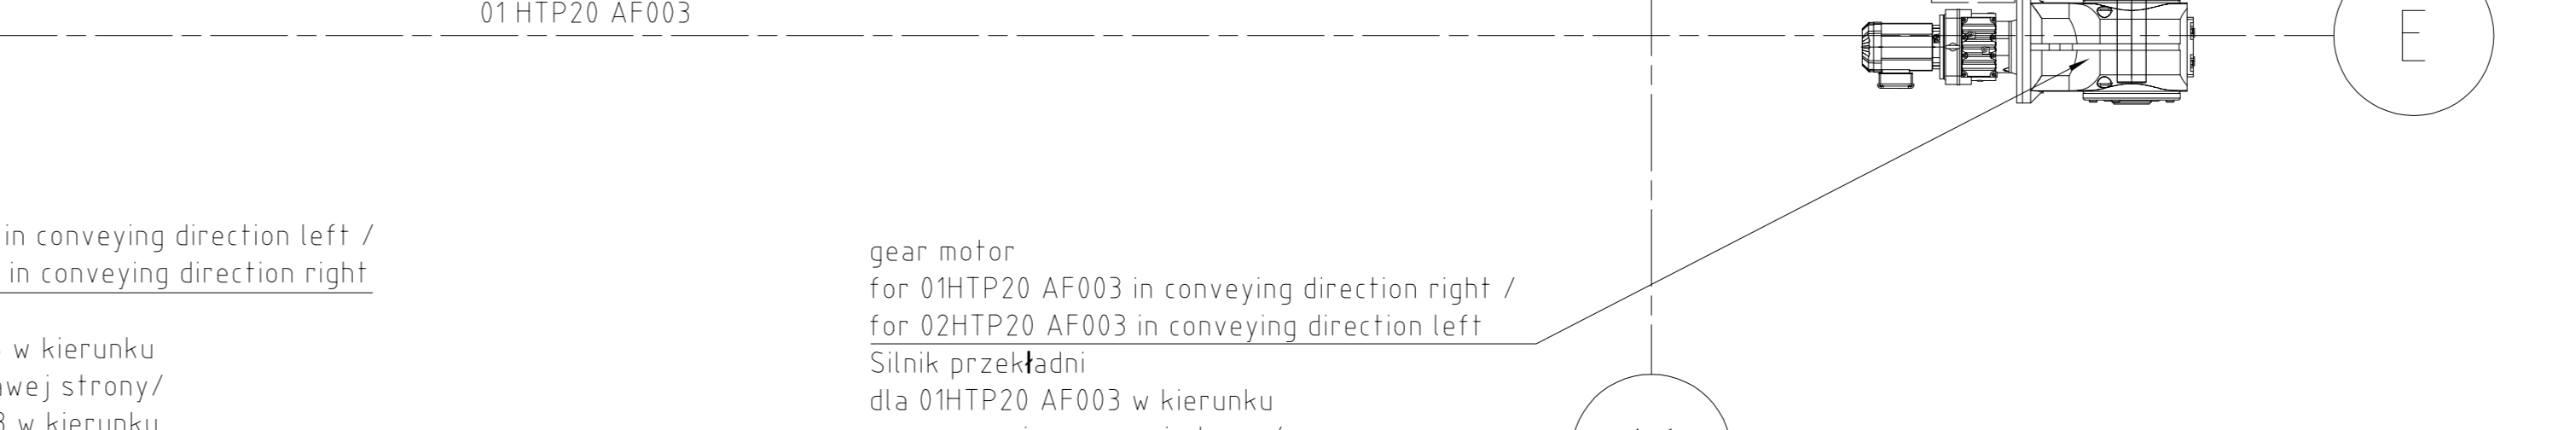 01 HTP20 AF003
E
in conveying direction left /
in conveying direction right
w kierunku
strony/
w kierunku
gear motor
for 01HTP20 AF003 in conveying direction right /
for 02HTP20 AF003 in conveying direction left
Silnik przekładni
dla 01HTP20 AF003 w kierunku